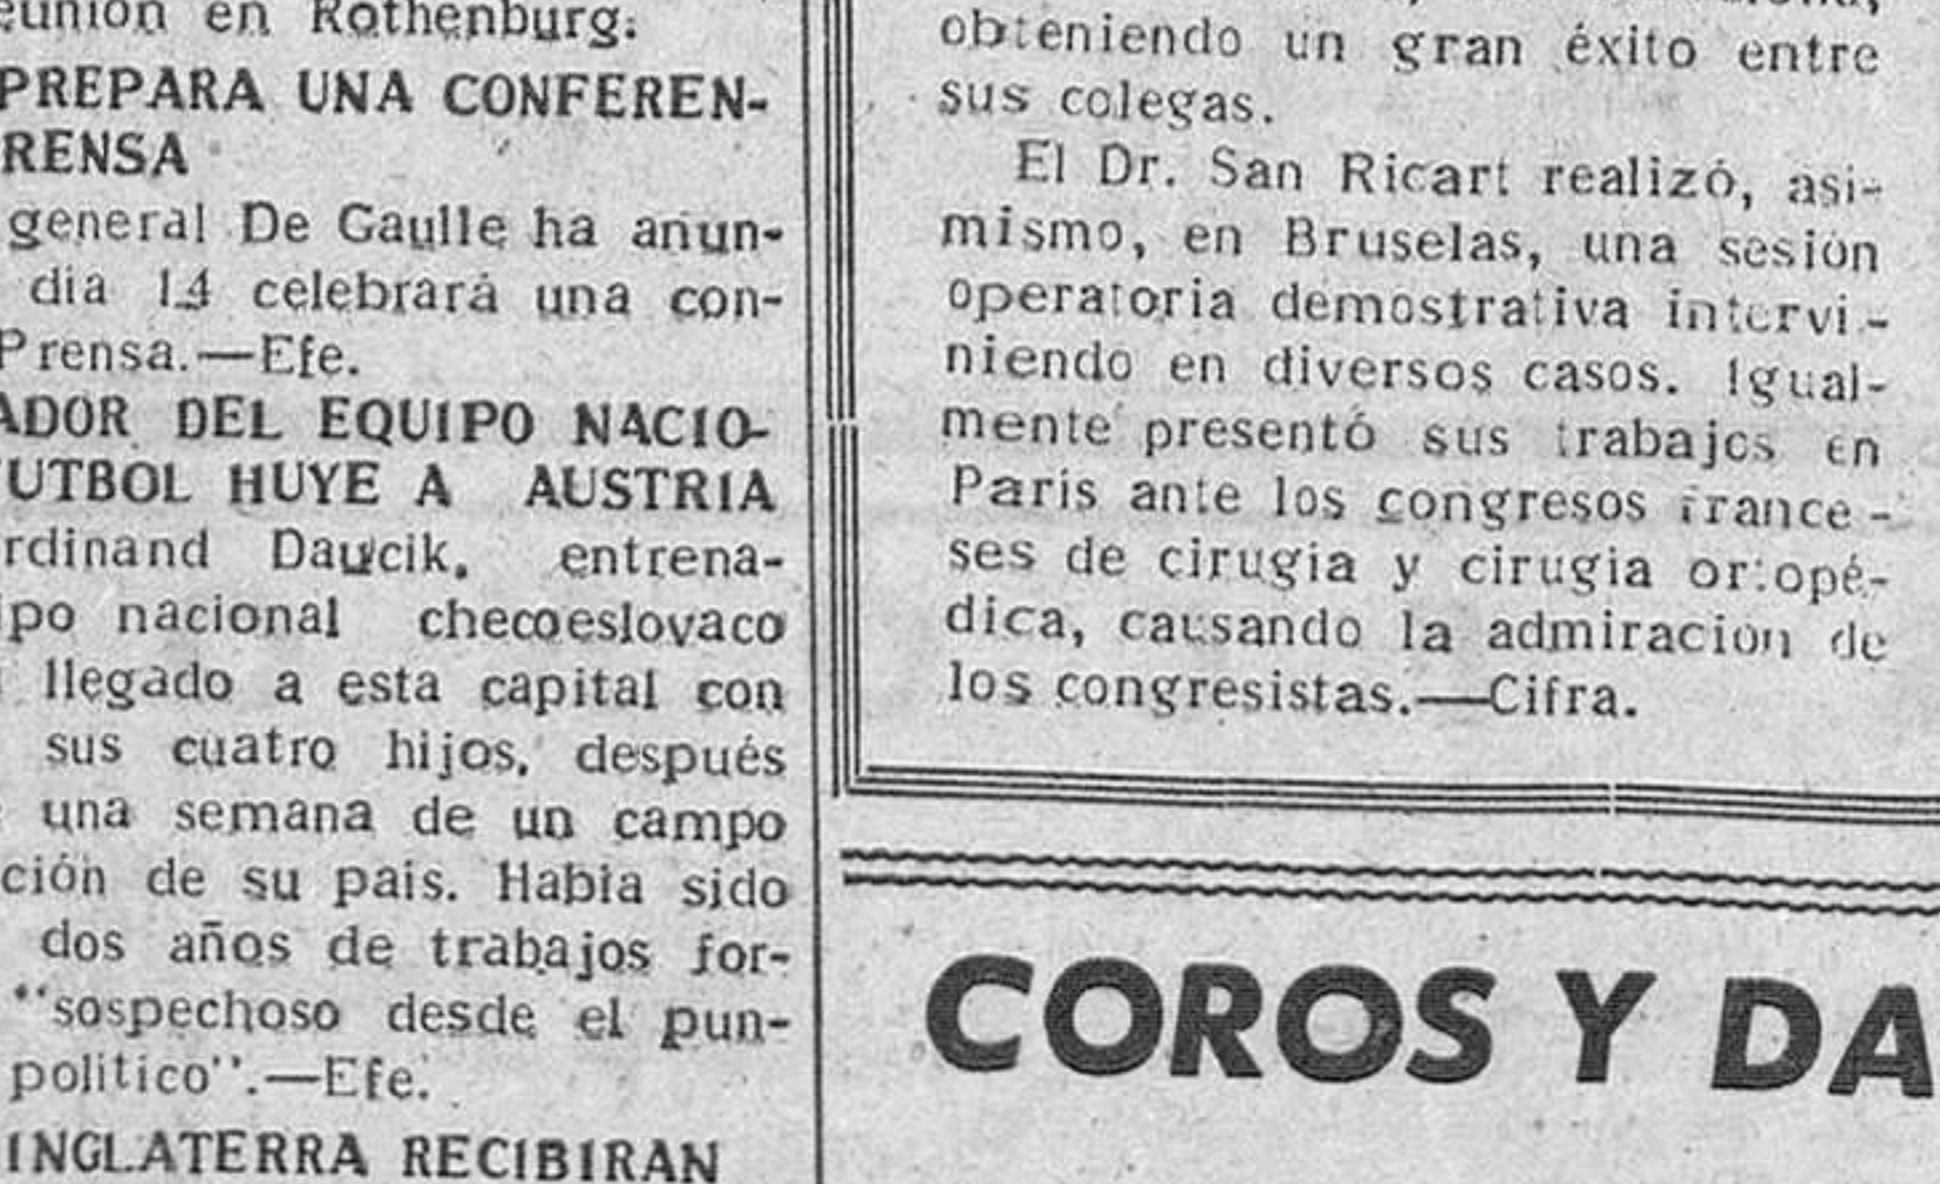 eunión en Rothenburg.
PREPARA UNA CONFEREN-
RENSA
general De Gaulle ha anun-
dia 14 celebrará una con-
Prensa.—Efe.
ADOR DEL EQUIPO NACIO-
FUTBOL HUYE A AUSTRIA
rdinand Daucik, entrena-
ipo nacional checoeslovaco
llegado a esta capital con
sus cuatro hijos, después
una semana de un campo
ción de su pais. Habia sido
dos años de trabajos for-
"sospechoso desde el pun-
político".—Efe.
INGLATERRA RECIBIRAN
obteniendo un gran éxito entre
sus colegas.
El Dr. San Ricart realizó, asi-
mismo, en Bruselas, una sesión
operatoria demostrativa intervi-
niendo en diversos casos. Igual-
mente presentó sus trabajos en
París ante los congresos france-
ses de cirugia y cirugia ortopé-
dica, causando la admiración de
los congresistas.—Cifra.
COROS Y DA